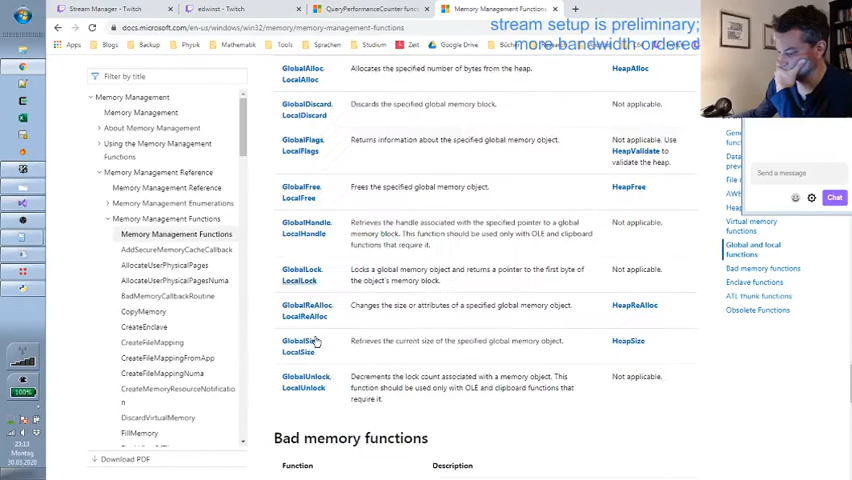 Stream Manager - Twitch
edwinst - Twitch
QueryPerformanceCounter func
Memory Management Functions
stream setup is preliminary;
more bandwidth ordered
docs.microsoft.com/en-us/windows/win32/memory/memory-management-functions
Apps
Blogs
Bücher
Studium
Zeit
Google Drive
Filter by title
Memory Management
Memory Management
About Memory Management
Using the Memory Management
Functions
Memory Management Reference
Memory Management Reference
Memory Management Enumerations
Memory Management Functions
Memory Management Functions
AddSecureMemoryCacheCallback
AllocateUserPhysicalPages
AllocateUserPhysicalPagesNuma
BadMemoryCallbackRoutine
CopyMemory
CreateEnclave
CreateFileMapping
CreateFileMappingFromApp
CreateFileMappingNuma
CreateMemoryResourceNotificatio
n
DiscardVirtualMemory
FillMemory
Download PDF
GlobalAlloc,
LocalAlloc
Allocates the specified number of bytes from the heap.
HeapAlloc
GlobalDiscard,
LocalDiscard
Discards the specified global memory block.
Not applicable.
GlobalFlags,
LocalFlags
Returns information about the specified global memory object.
Not applicable. Use
HeapValidate to
validate the heap.
GlobalFree,
LocalFree
Frees the specified global memory object.
HeapFree
GlobalHandle,
LocalHandle
Retrieves the handle associated with the specified pointer to a global
memory block. This function should be used only with OLE and clipboard
functions that require it.
Not applicable.
GlobalLock,
LocalLock
Locks a global memory object and returns a pointer to the first byte of
the object's memory block.
Not applicable.
GlobalReAlloc,
LocalReAlloc
Changes the size or attributes of a specified global memory object.
HeapReAlloc
LocalSize
Retrieves the current size of the specified global memory object.
HeapSize
GlobalUnlock,
LocalUnlock
Decrements the lock count associated with a memory object. This
function should be used only with OLE and clipboard functions that
require it.
Not applicable.
Bad memory functions
Function
Description
Send a message
Chat
Virtual memory
functions
Global and local
functions
Bad memory functions
Enclave functions
ATL thunk functions
Obsolete Functions
100%
23:13
Montag
30.03.2020